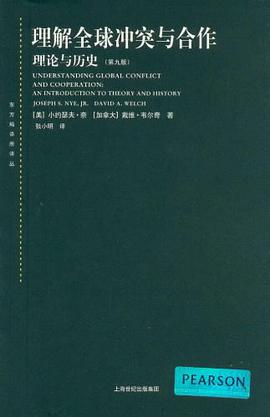 理解全球冲突与合作
理论与历史（第九版）
UNDERSTANDING GLOBAL CONFLICT
AND COOPERATION:
AN INTRODUCTION TO THEORY AND HISTORY
JOSEPH S. NYE, JR.  DAVID A. WELCH
［美］小约瑟夫·奈  ［加拿大］戴维·韦尔奇  著
张小明  译
东方编译所译丛
PEARSON
上海世纪出版集团